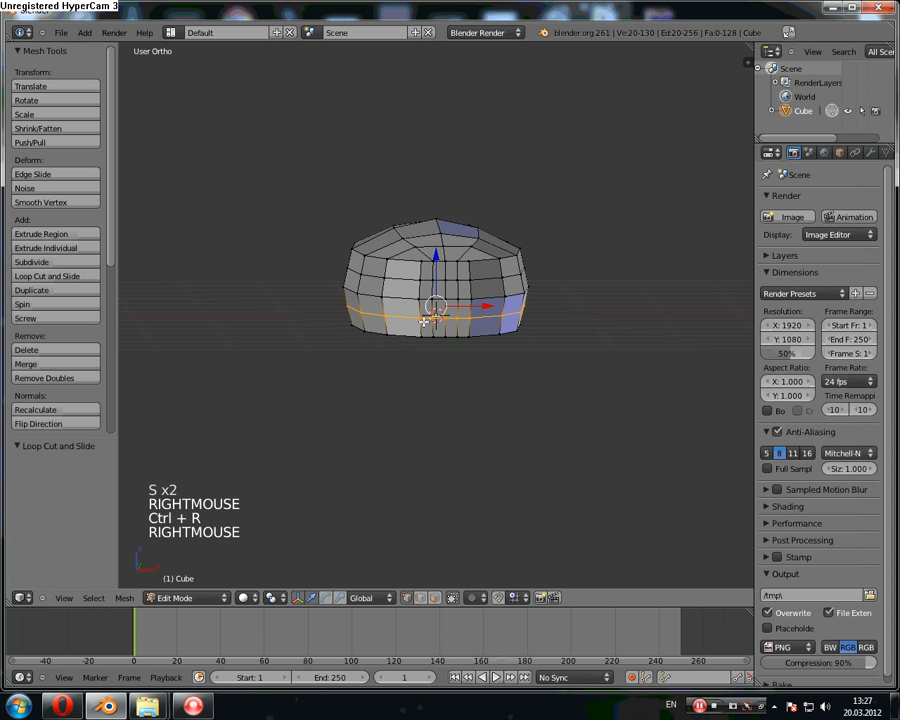 Unregistered HyperCam 3
File
Add
Render
Default
Scene
Blender Render
blender.org 261 | Ve:20-130 | Ed:20-256 | Fa:0-128 | Cube
Mesh Tools
Transform:
Translate
Rotate
Scale
Shrink/Fatten
Push/Pull
Deform:
Edge Slide
Noise
Smooth Vertex
Add:
Extrude Region
Extrude Individual
Subdivide
Loop Cut and Slide
Duplicate
Spin
Screw
Remove:
Delete
Merge
Remove Doubles
Normals:
Recalculate
Flip Direction
Loop Cut and Slide
User Ortho
S x2
RIGHTMOUSE
Ctrl + R
RIGHTMOUSE
(1) Cube
View
Select
Mesh
Edit Mode
Global
-40 -20 0 20 40 60 80 100 120 140 160 180 200 220 240 260
View
Marker
Frame
Playback
Start: 1
End: 250
1
No Sync
View
Search
All Scen
Scene
RenderLayers
World
Cube
Scene
Render
Image
Animation
Display:
Image Editor
Layers
Dimensions
Render Presets
Resolution:
Frame Range:
X: 1920
Start Fr: 1
Y: 1080
End F: 250
50%
Frame S: 1
Aspect Ratio:
Frame Rate:
X: 1.000
24 fps
Y: 1.000
Time Remappi
Bo
Cr
10
10
Anti-Aliasing
5 8 11 16
Mitchell-N
Full Sampl
Siz: 1.000
Sampled Motion Blur
Shading
Performance
Post Processing
Stamp
Output
/tmp\
Overwrite
File Exten
Placeholde
PNG
BW RGB RGB
Compression: 90%
Bake
EN
13:27
20.03.2012